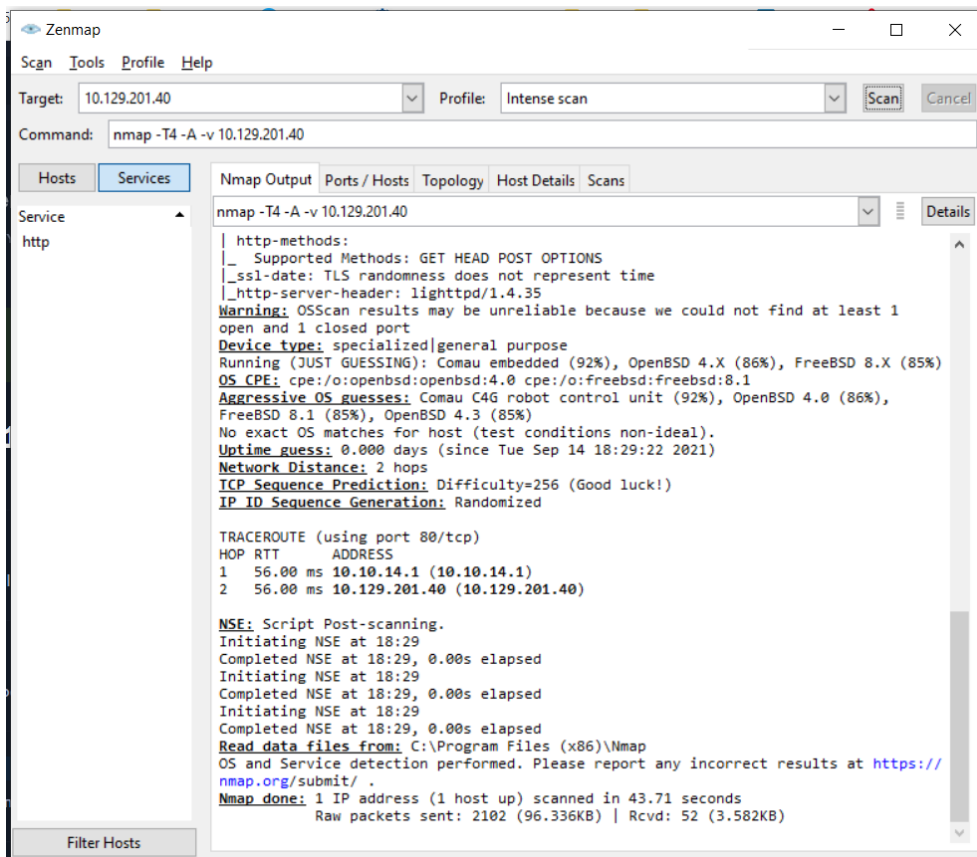 Zenmap
Scan Tools Profile Help
Target: 10.129.201.40 Profile: Intense scan Scan Cancel
Command: nmap -T4 -A -v 10.129.201.40
Hosts Services
Nmap Output Ports / Hosts Topology Host Details Scans
Service
http
nmap -T4 -A -v 10.129.201.40 Details
| http-methods:
|_  Supported Methods: GET HEAD POST OPTIONS
|_ssl-date: TLS randomness does not represent time
|_http-server-header: lighttpd/1.4.35
Warning: OSScan results may be unreliable because we could not find at least 1
open and 1 closed port
Device type: specialized|general purpose
Running (JUST GUESSING): Comau embedded (92%), OpenBSD 4.X (86%), FreeBSD 8.X (85%)
OS CPE: cpe:/o:openbsd:openbsd:4.0 cpe:/o:freebsd:freebsd:8.1
Aggressive OS guesses: Comau C4G robot control unit (92%), OpenBSD 4.0 (86%),
FreeBSD 8.1 (85%), OpenBSD 4.3 (85%)
No exact OS matches for host (test conditions non-ideal).
Uptime guess: 0.000 days (since Tue Sep 14 18:29:22 2021)
Network Distance: 2 hops
TCP Sequence Prediction: Difficulty=256 (Good luck!)
IP ID Sequence Generation: Randomized
TRACEROUTE (using port 80/tcp)
HOP RTT      ADDRESS
1   56.00 ms 10.10.14.1 (10.10.14.1)
2   56.00 ms 10.129.201.40 (10.129.201.40)
NSE: Script Post-scanning.
Initiating NSE at 18:29
Completed NSE at 18:29, 0.00s elapsed
Initiating NSE at 18:29
Completed NSE at 18:29, 0.00s elapsed
Initiating NSE at 18:29
Completed NSE at 18:29, 0.00s elapsed
Read data files from: C:\Program Files (x86)\Nmap
OS and Service detection performed. Please report any incorrect results at https://
nmap.org/submit/ .
Nmap done: 1 IP address (1 host up) scanned in 43.71 seconds
Raw packets sent: 2102 (96.336KB) | Rcvd: 52 (3.582KB)
Filter Hosts